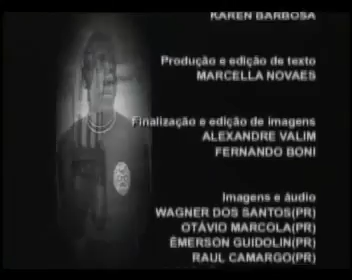 KAREN BARBOSA
Produção e edição de texto
MARCELLA NOVAES
Finalização e edição de imagens
ALEXANDRE VALIM
FERNANDO BONI
Imagens e áudio
WAGNER DOS SANTOS(PR)
OTÁVIO MARCOLA(PR)
ÊMERSON GUIDOLIN(PR)
RAUL CAMARGO(PR)